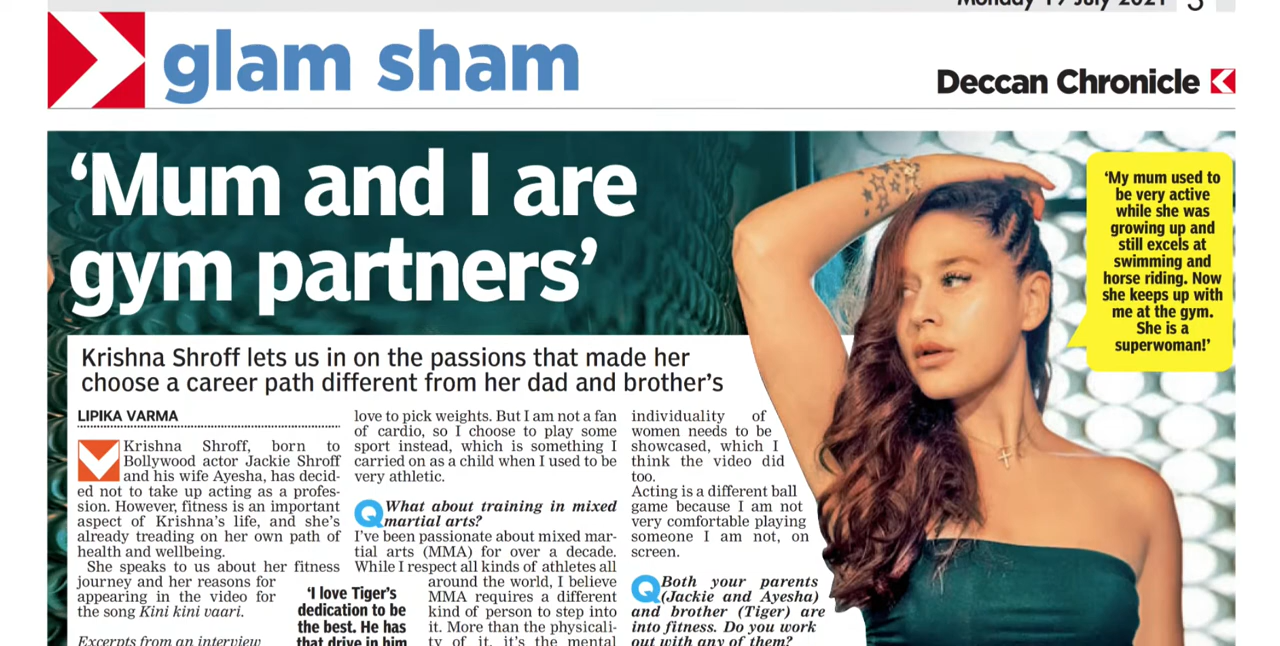 Monday 19 July 2021 3
glam sham
Deccan Chronicle
‘Mum and I are
gym partners’
‘My mum used to
be very active
while she was
growing up and
still excels at
swimming and
horse riding. Now
she keeps up with
me at the gym.
She is a
superwoman!’
Krishna Shroff lets us in on the passions that made her
choose a career path different from her dad and brother’s
LIPIKA VARMA
Krishna Shroff, born to
Bollywood actor Jackie Shroff
and his wife Ayesha, has decid-
ed not to take up acting as a profes-
sion. However, fitness is an important
aspect of Krishna’s life, and she’s
already treading on her own path of
health and wellbeing.
She speaks to us about her fitness
journey and her reasons for
appearing in the video for
the song Kini kini vaari.
Excerpts from an interview
‘I love Tiger’s
dedication to be
the best. He has
that drive in him
love to pick weights. But I am not a fan
of cardio, so I choose to play some
sport instead, which is something I
carried on as a child when I used to be
very athletic.
Q What about training in mixed
martial arts?
I’ve been passionate about mixed mar-
tial arts (MMA) for over a decade.
While I respect all kinds of athletes all
around the world, I believe
MMA requires a different
kind of person to step into
it. More than the physicali-
ty of it, it’s the mental
individuality of
women needs to be
showcased, which I
think the video did
too.
Acting is a different ball
game because I am not
very comfortable playing
someone I am not, on
screen.
Q Both your parents
(Jackie and Ayesha)
and brother (Tiger) are
into fitness. Do you work
out with any of them?